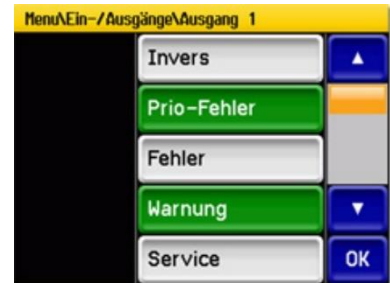 Menu\Ein-/Ausgänge\Ausgang 1
Invers
Prio-Fehler
Fehler
Warnung
Service
OK